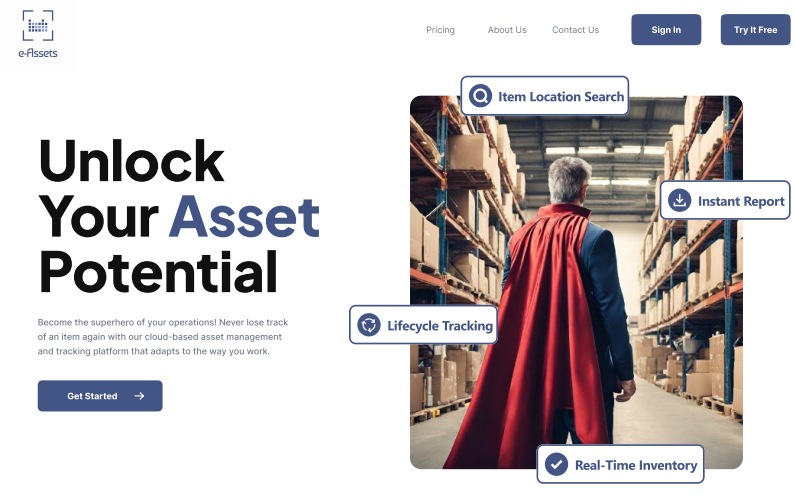 e-Assets
Pricing
About Us
Contact Us
Sign In
Try It Free
Item Location Search
Unlock
Your Asset
Potential
Instant Report
Become the superhero of your operations! Never lose track
of an item again with our cloud-based asset management
and tracking platform that adapts to the way you work.
Lifecycle Tracking
Get Started
Real-Time Inventory